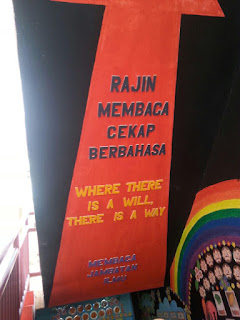 RAJIN
MEMBACA
CEKAP
BERBAHASA
WHERE THERE
IS A WILL,
THERE IS A WAY
MEMBACA
JAMBATAN
ILMU